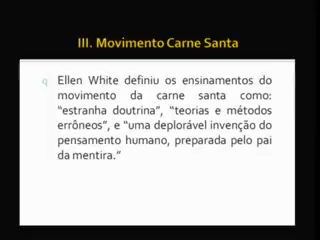 III. Movimento Carne Santa
q Ellen White definiu os ensinamentos do
movimento da carne santa como:
“estranha doutrina”, “teorias e métodos
errôneos”, e “uma deplorável invenção do
pensamento humano, preparada pelo pai
da mentira.”